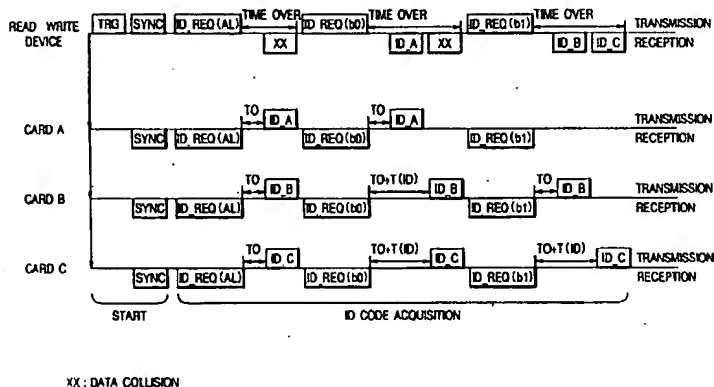 TIME OVER TIME OVER TIME OVER
READ WRITE DEVICE TRG SYNC ID_REQ(AL) ID_REQ(b0) ID_REQ(b1) TRANSMISSION
XX ID_A XX ID_B ID_C RECEPTION
TO TO
CARD A ID_A ID_A TRANSMISSION
SYNC ID_REQ(AL) ID_REQ(b0) ID_REQ(b1) RECEPTION
TO TO+T(ID) TO
CARD B ID_B ID_B ID_B TRANSMISSION
SYNC ID_REQ(AL) ID_REQ(b0) ID_REQ(b1) RECEPTION
TO TO+T(ID) TO+T(ID)
CARD C ID_C ID_C ID_C TRANSMISSION
SYNC ID_REQ(AL) ID_REQ(b0) ID_REQ(b1) RECEPTION
START ID CODE ACQUISITION
XX : DATA COLLISION